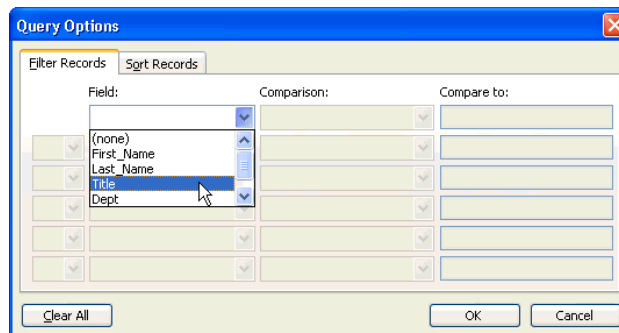 Query Options
Filter Records Sort Records
Field: Comparison: Compare to:
(none)
First_Name
Last_Name
Title
Dept
Clear All OK Cancel